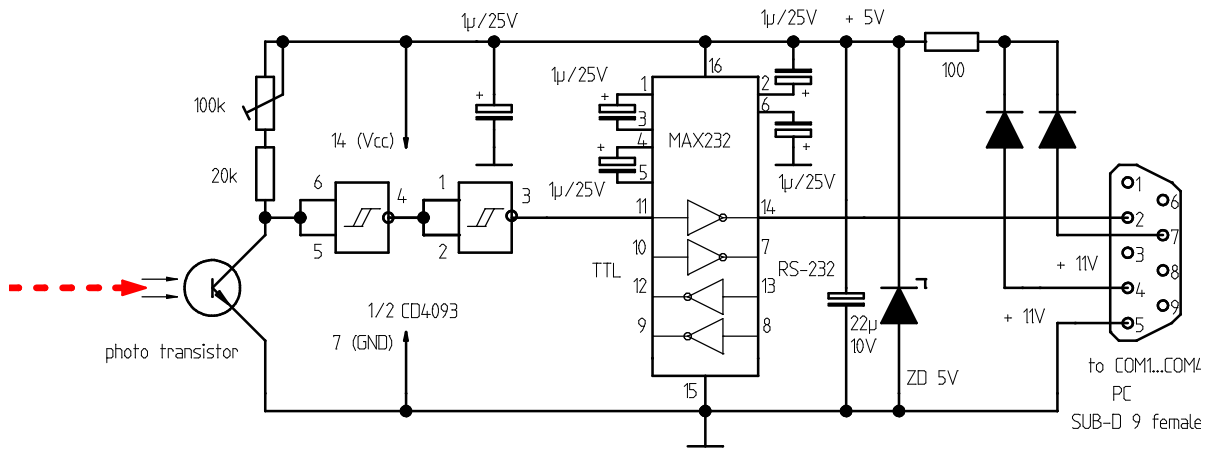 1µ/25V
1µ/25V
+ 5V
100
1µ/25V
+
100k
14 (Vcc)
+
20k
1µ/25V
+
1
3
4
5
16
MAX232
2
6
+
+
1µ/25V
6
5
4
1
2
3
11
10
12
9
14
7
13
8
15
TTL
RS-232
22µ
10V
ZD 5V
+ 11V
+ 11V
1
2
3
4
5
6
7
8
9
1/2 CD4093
7 (GND)
photo transistor
to COM1...COM4
PC
SUB-D 9 female